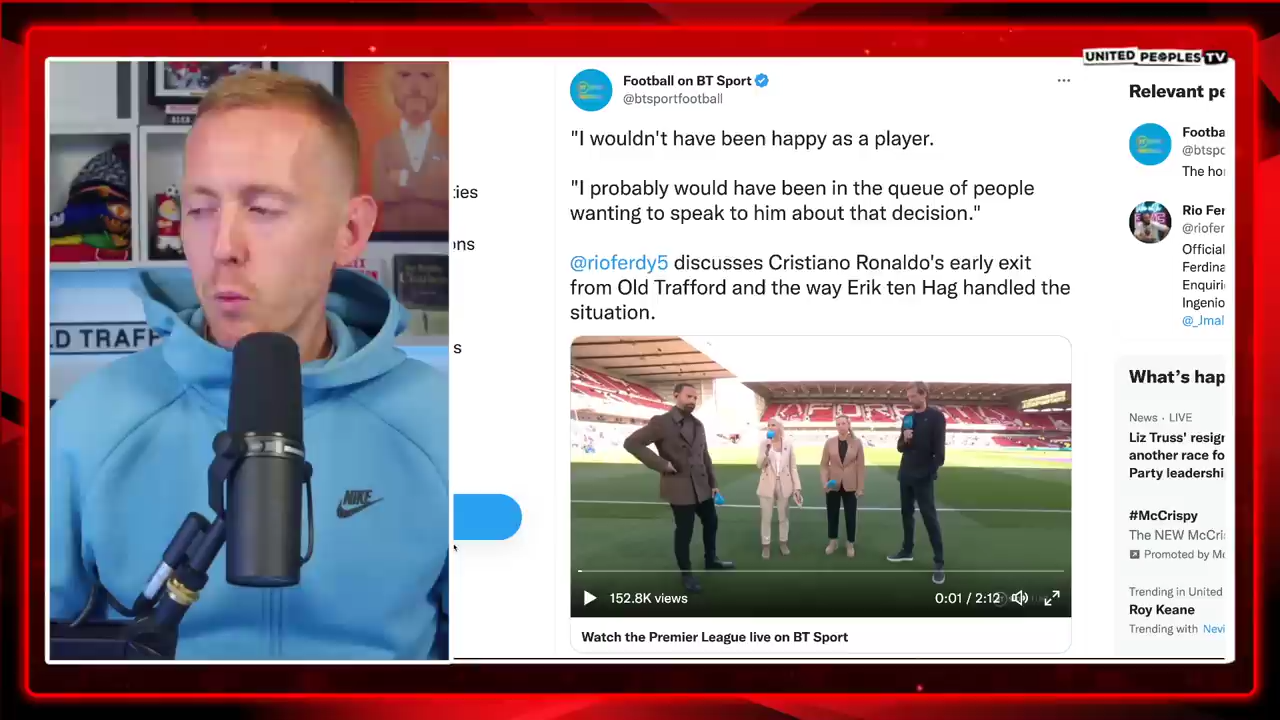 UNITED PEOPLES TV
Football on BT Sport
@btsportfootball
"I wouldn't have been happy as a player.
"I probably would have been in the queue of people
wanting to speak to him about that decision."
@rioferdy5 discusses Cristiano Ronaldo's early exit
from Old Trafford and the way Erik ten Hag handled the
situation.
152.8K views
0:01 / 2:12
Watch the Premier League live on BT Sport
Relevant pe
Footba
@btspo
The ho
Rio Fer
@riofer
Official
Ferdina
Enquiri
Ingenio
@_Jmal
What's hap
News · LIVE
Liz Truss' resign
another race fo
Party leadershi
#McCrispy
The NEW McCris
Promoted by Mc
Trending in United
Roy Keane
Trending with Nevi
ties
ons
s
LD TRAFF
NIKE